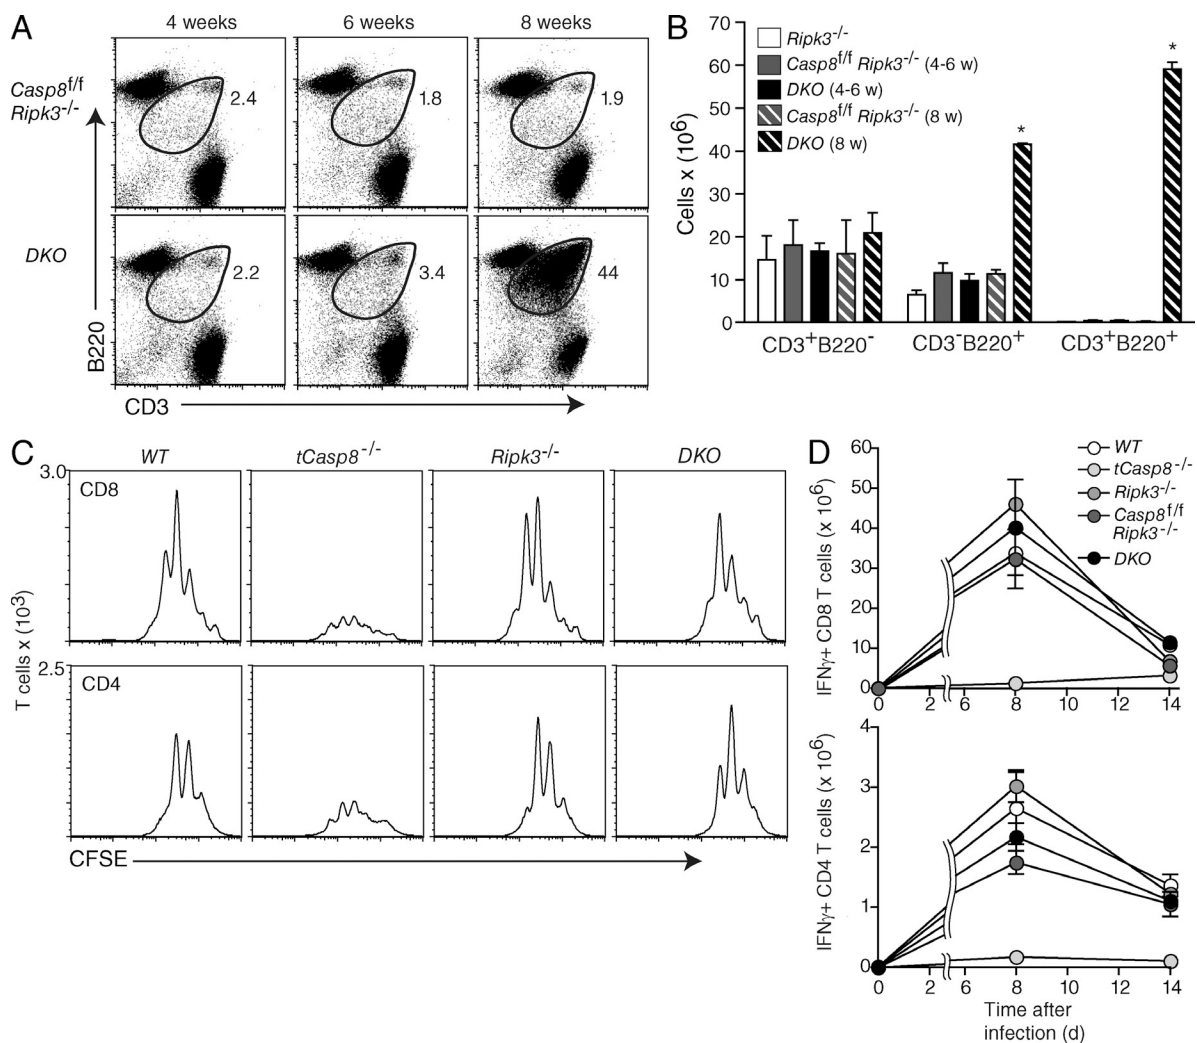 A
4 weeks
6 weeks
8 weeks
Casp8f/f
Ripk3-/-
2.4
1.8
1.9
DKO
2.2
3.4
44
B220
CD3
B
Cells x (10⁶)
70
60
50
40
30
20
10
0
Ripk3-/-
Casp8f/f Ripk3-/- (4-6 w)
DKO (4-6 w)
Casp8f/f Ripk3-/- (8 w)
DKO (8 w)
*
*
CD3⁺B220⁻
CD3⁻B220⁺
CD3⁺B220⁺
C
WT
tCasp8-/-
Ripk3-/-
DKO
3.0
CD8
T cells x (10³)
2.5
CD4
CFSE
D
IFNγ+ CD8 T cells (x 10⁶)
60
50
40
30
20
10
0
WT
tCasp8-/-
Ripk3-/-
Casp8f/f
Ripk3-/-
DKO
0 2 6 8 10 12 14
IFNγ+ CD4 T cells (x 10⁶)
4
3
2
1
0
0 2 6 8 10 12 14
Time after
infection (d)